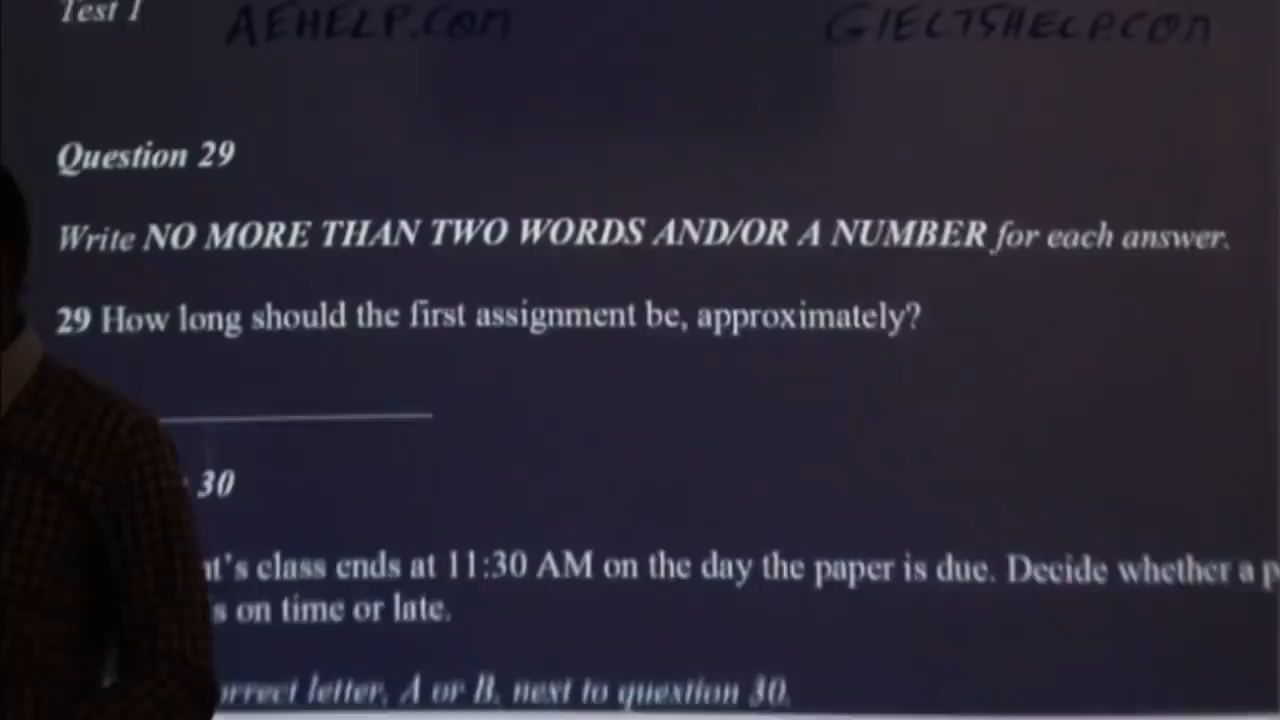 Test 1
AEHELP.COM
GIELTSHELP.COM
Question 29
Write NO MORE THAN TWO WORDS AND/OR A NUMBER for each answer.
29 How long should the first assignment be, approximately?
30
class ends at 11:30 AM on the day the paper is due. Decide whether a
on time or late.
letter, A or B, next to question 30.